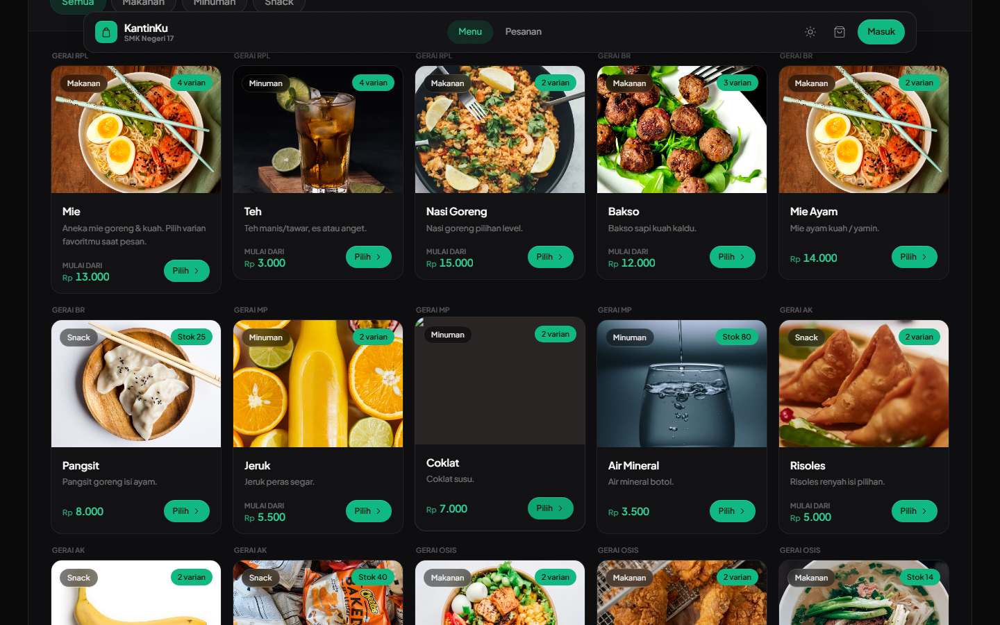 Semua
Makanan
Minuman
Snack
KantinKu
SMK Negeri 17
Menu
Pesanan
Masuk
GERAI RPL
GERAI RPL
GERAI RPL
GERAI BR
GERAI BR
Makanan
4 varian
Minuman
4 varian
Makanan
2 varian
Makanan
3 varian
Makanan
2 varian
Mie
Aneka mie goreng & kuah. Pilih varian
favoritmu saat pesan.
MULAI DARI
Rp 13.000
Pilih
Teh
Teh manis/tawar, es atau anget.
MULAI DARI
Rp 3.000
Pilih
Nasi Goreng
Nasi goreng pilihan level.
MULAI DARI
Rp 15.000
Pilih
Bakso
Bakso sapi kuah kaldu.
MULAI DARI
Rp 12.000
Pilih
Mie Ayam
Mie ayam kuah / yamin.
Rp 14.000
Pilih
GERAI BR
GERAI MP
GERAI MP
GERAI MP
GERAI AK
Snack
Stok 25
Minuman
2 varian
Minuman
2 varian
Minuman
Stok 80
Snack
2 varian
Pangsit
Pangsit goreng isi ayam.
Rp 8.000
Pilih
Jeruk
Jeruk peras segar.
MULAI DARI
Rp 5.500
Pilih
Coklat
Coklat susu.
Rp 7.000
Pilih
Air Mineral
Air mineral botol.
Rp 3.500
Pilih
Risoles
Risoles renyah isi pilihan.
MULAI DARI
Rp 5.000
Pilih
GERAI AK
GERAI AK
GERAI OSIS
GERAI OSIS
GERAI OSIS
Snack
2 varian
Snack
Stok 40
Makanan
2 varian
Makanan
2 varian
Makanan
Stok 14
BAKED
Cheetos